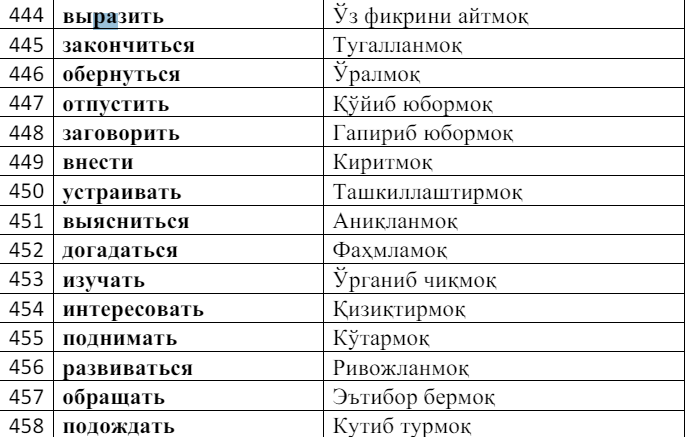 444 выразить Ўз фикрини айтмоқ
445 закончиться Тугалланмоқ
446 обернуться Ўралмоқ
447 отпустить Қўйиб юбормоқ
448 заговорить Гапириб юбормоқ
449 внести Киритмоқ
450 устраивать Ташкиллаштирмоқ
451 выясниться Аниқланмоқ
452 догадаться Фаҳмламоқ
453 изучать Ўрганиб чиқмоқ
454 интересовать Қизиқтирмоқ
455 поднимать Кўтармоқ
456 развиваться Ривожланмоқ
457 обращать Эътибор бермоқ
458 подождать Кутиб турмоқ